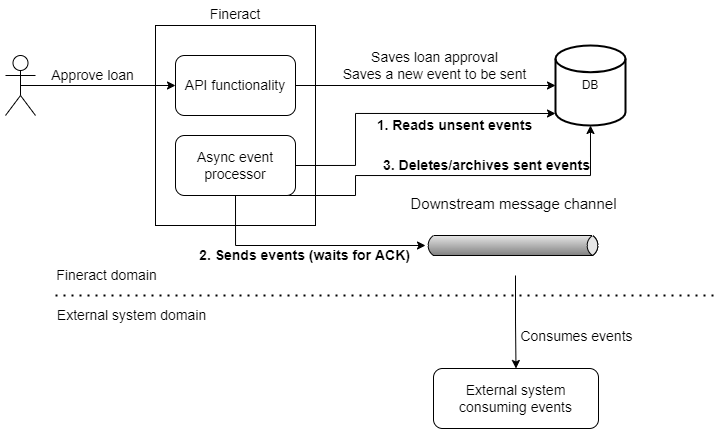 Fineract
Approve loan
API functionality
Saves loan approval
Saves a new event to be sent
DB
1. Reads unsent events
Async event
processor
3. Deletes/archives sent events
Downstream message channel
2. Sends events (waits for ACK)
Fineract domain
External system domain
Consumes events
External system
consuming events